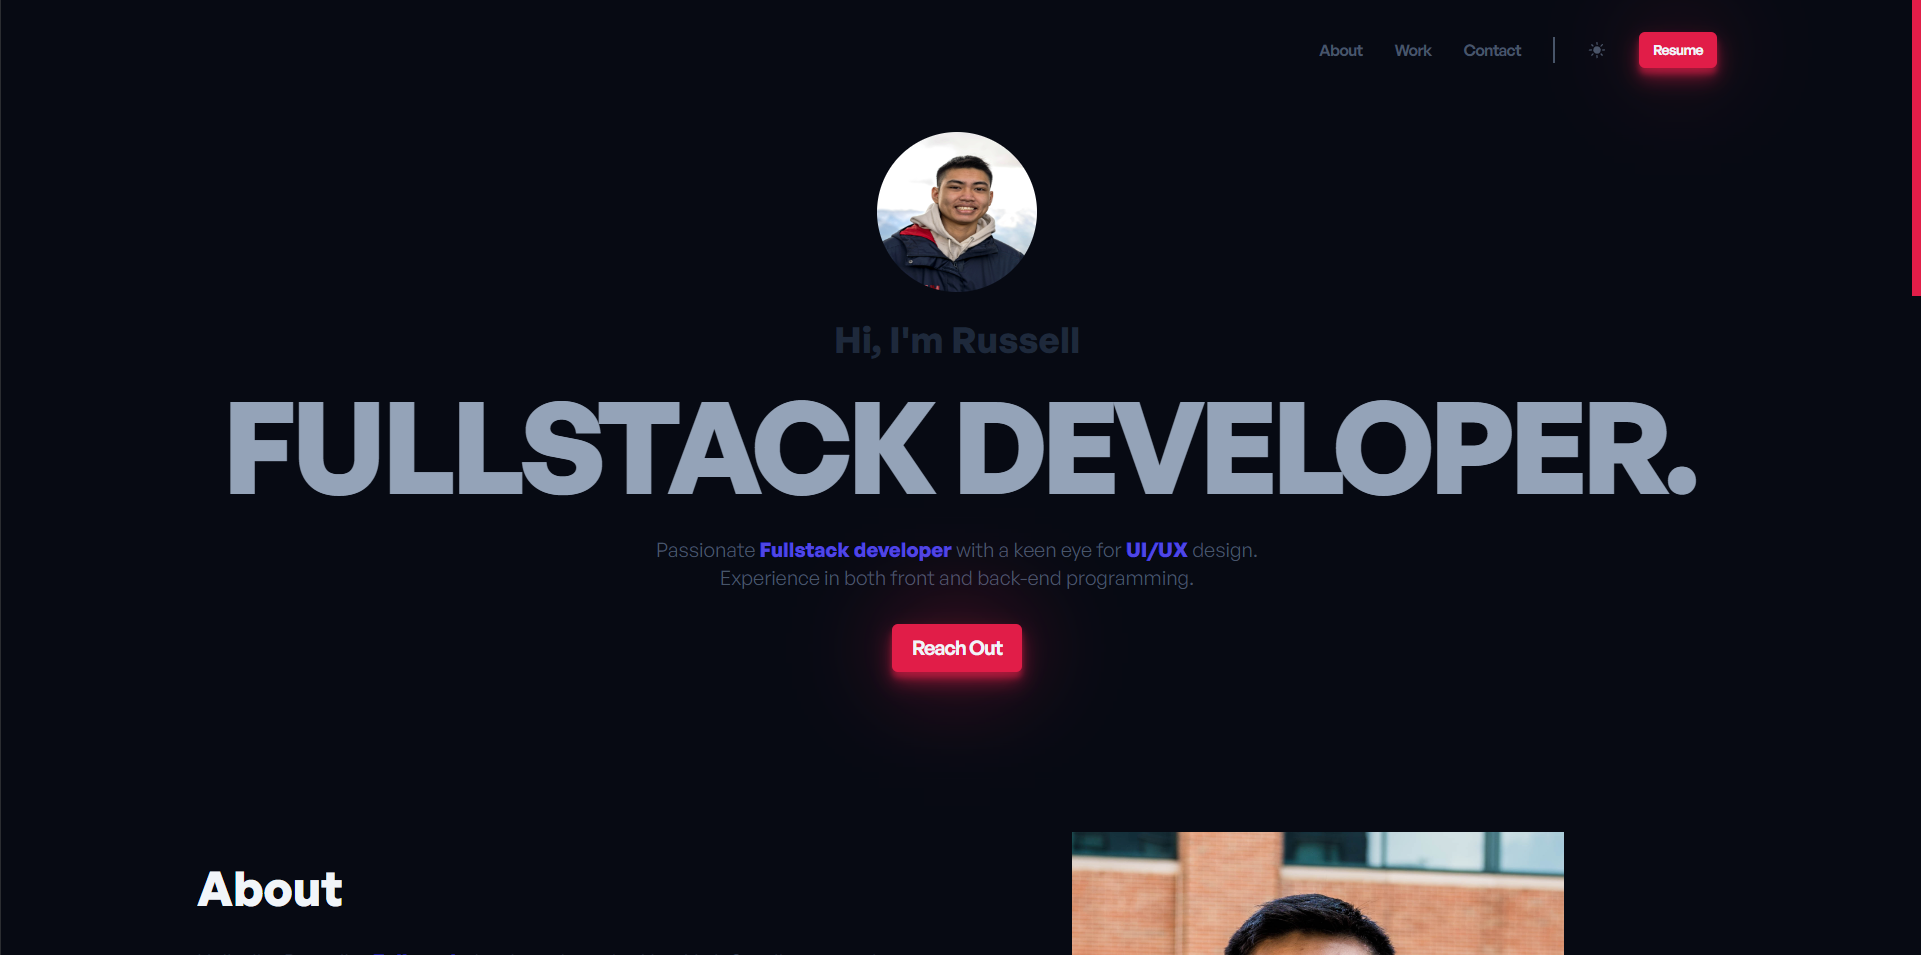 About Work Contact Resume
Hi, I'm Russell
FULLSTACK DEVELOPER.
Passionate Fullstack developer with a keen eye for UI/UX design.
Experience in both front and back-end programming.
Reach Out
About